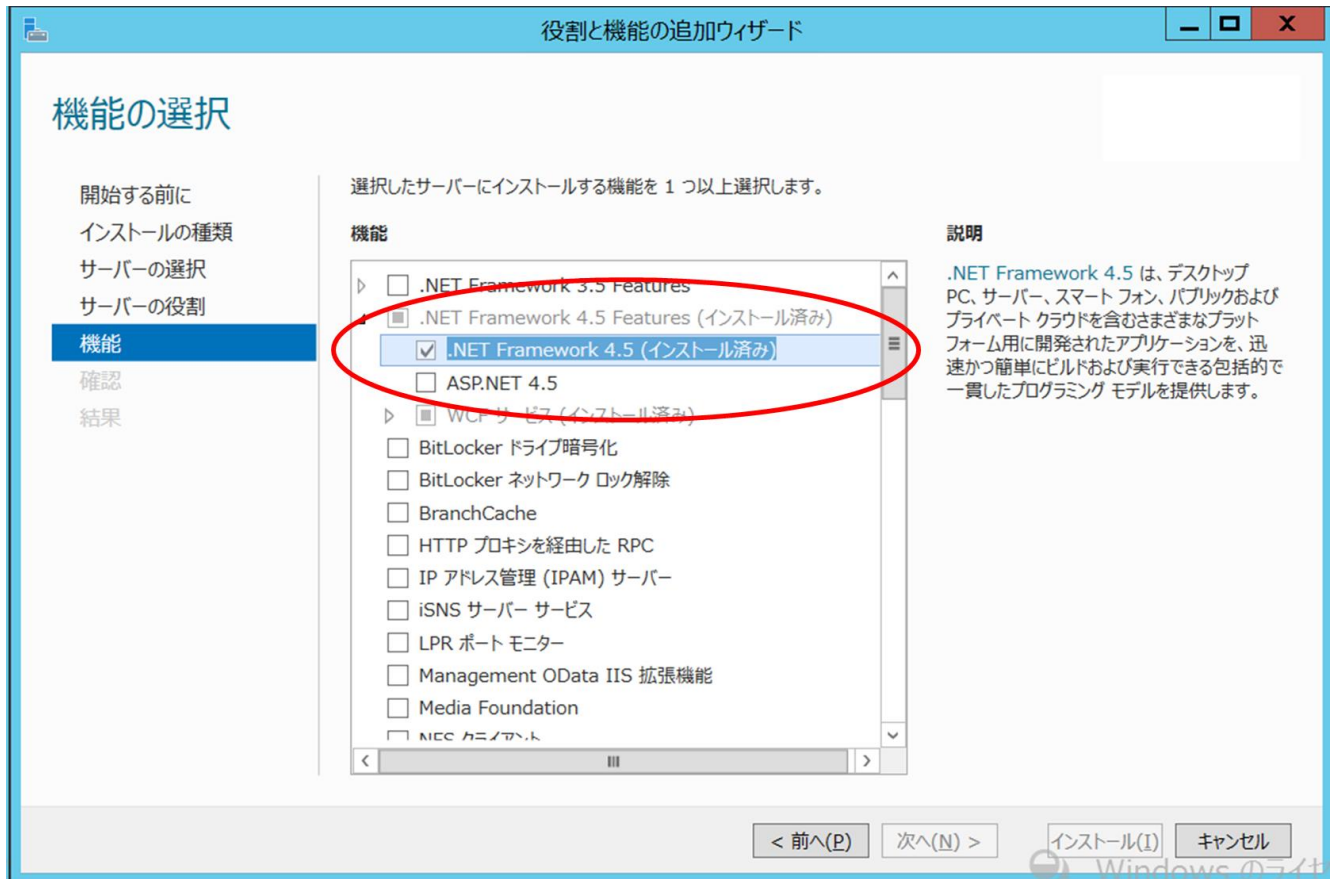 役割と機能の追加ウィザード
機能の選択
開始する前に
インストールの種類
サーバーの選択
サーバーの役割
機能
確認
結果
選択したサーバーにインストールする機能を 1 つ以上選択します。
機能
.NET Framework 3.5 Features
.NET Framework 4.5 Features (インストール済み)
.NET Framework 4.5 (インストール済み)
ASP.NET 4.5
WCF サービス (インストール済み)
BitLocker ドライブ暗号化
BitLocker ネットワーク ロック解除
BranchCache
HTTP プロキシを経由した RPC
IP アドレス管理 (IPAM) サーバー
iSNS サーバー サービス
LPR ポート モニター
Management OData IIS 拡張機能
Media Foundation
NFS クライアント
説明
.NET Framework 4.5 は、デスクトップ
PC、サーバー、スマート フォン、パブリックおよび
プライベート クラウドを含むさまざまなプラット
フォーム用に開発されたアプリケーションを、迅
速かつ簡単にビルドおよび実行できる包括的で
一貫したプログラミング モデルを提供します。
< 前へ(P)
次へ(N) >
インストール(I)
キャンセル
Windows のライセ